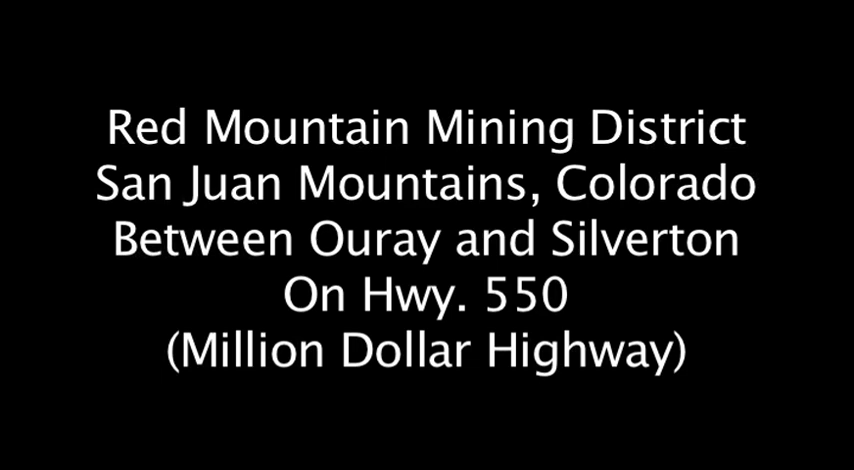 Red Mountain Mining District
San Juan Mountains, Colorado
Between Ouray and Silverton
On Hwy. 550
(Million Dollar Highway)